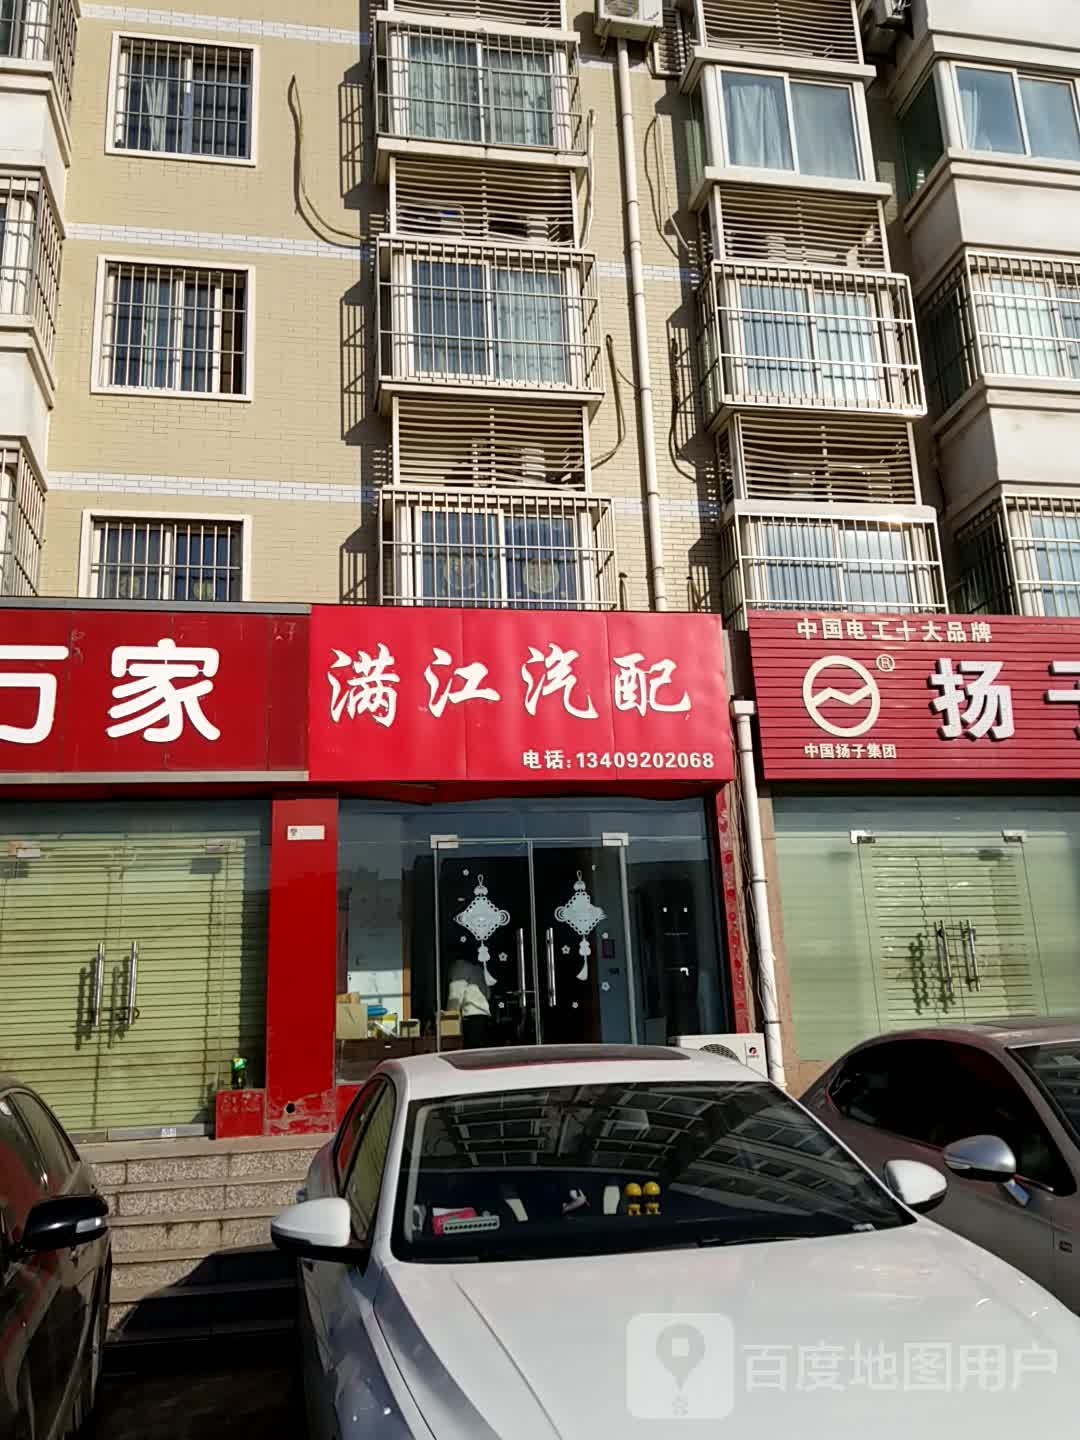 万家
满江汽配
电话:13409202068
中国电工十大品牌
®
扬子
中国扬子集团
百度地图用户